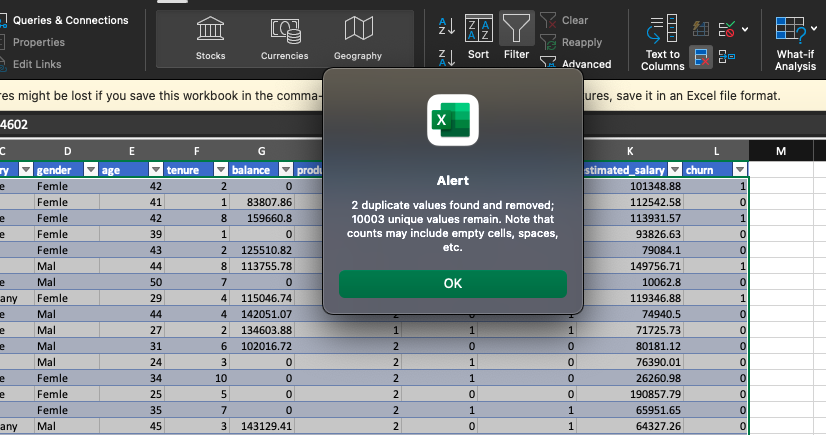 Queries & Connections
Properties
Edit Links
Stocks
Currencies
Geography
A
Z
Z
A
Z A
A Z
Sort
Filter
Clear
Reapply
Advanced
Text to
Columns
What-if
Analysis
res might be lost if you save this workbook in the comma-
ures, save it in an Excel file format.
4602
C D E F G K L M
ry gender age tenure balance produ stimated_salary churn
e Femle 42 2 0 101348.88 1
Femle 41 1 83807.86 112542.58 0
e Femle 42 8 159660.8 113931.57 1
e Femle 39 1 0 93826.63 0
Femle 43 2 125510.82 79084.1 0
Mal 44 8 113755.78 149756.71 1
e Mal 50 7 0 10062.8 0
any Femle 29 4 115046.74 119346.88 1
e Mal 44 4 142051.07 2 0 1 74940.5 0
e Mal 27 2 134603.88 1 1 1 71725.73 0
e Mal 31 6 102016.72 2 0 0 80181.12 0
Mal 24 3 0 2 1 0 76390.01 0
e Femle 34 10 0 2 1 0 26260.98 0
e Femle 25 5 0 2 0 0 190857.79 0
Femle 35 7 0 2 1 1 65951.65 0
any Mal 45 3 143129.41 2 0 1 64327.26 0
X
Alert
2 duplicate values found and removed;
10003 unique values remain. Note that
counts may include empty cells, spaces,
etc.
OK